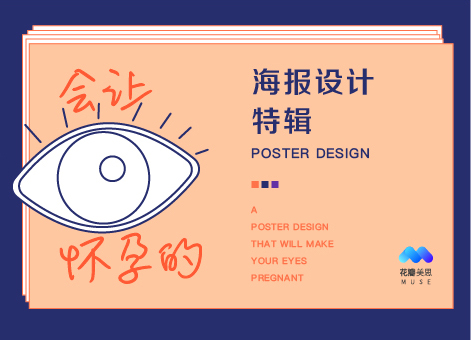 会让
怀孕的
海报设计
特辑
POSTER DESIGN
A
POSTER DESIGN
THAT WILL MAKE
YOUR EYES
PREGNANT
花瓣美思
MUSE